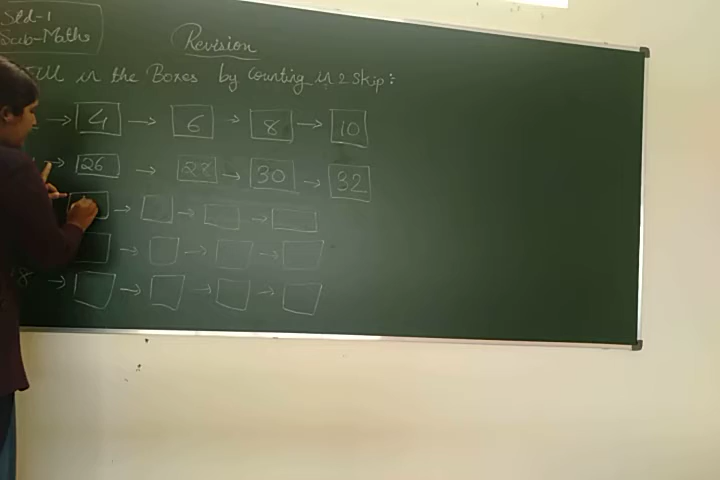 Std-1
Sub-Maths
Revision
Fill in the Boxes by Counting in 2 skip:
→ 4 → 6 → 8 → 10
→ 26 → 28 → 30 → 32
→ → →
→ → →
8 → → → →